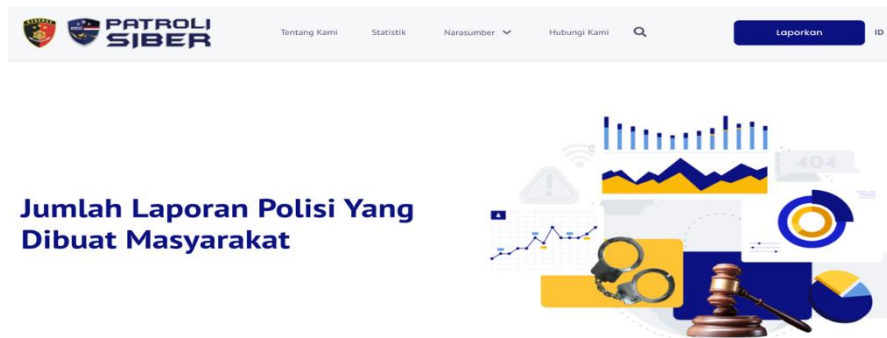 PATROLI
SIBER
Tentang Kami
Statistik
Narasumber
Hubungi Kami
Laporkan
ID
404
Jumlah Laporan Polisi Yang
Dibuat Masyarakat